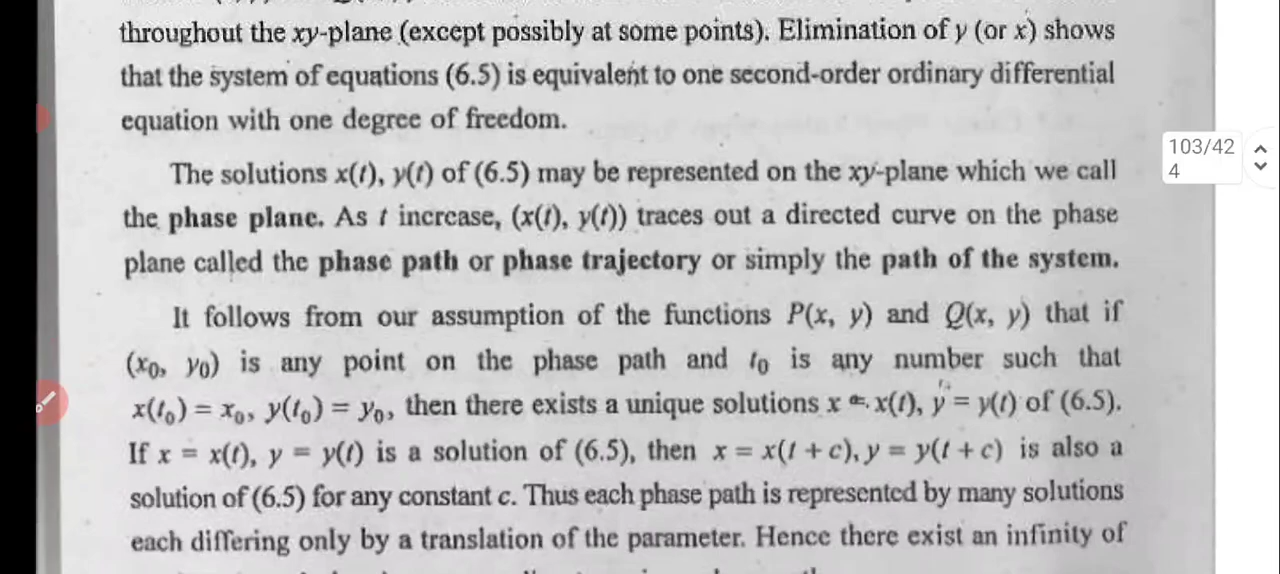 throughout the xy-plane (except possibly at some points). Elimination of y (or x) shows
that the system of equations (6.5) is equivalent to one second-order ordinary differential
equation with one degree of freedom.
The solutions x(t), y(t) of (6.5) may be represented on the xy-plane which we call
the phase plane. As t increase, (x(t), y(t)) traces out a directed curve on the phase
plane called the phase path or phase trajectory or simply the path of the system.
It follows from our assumption of the functions P(x, y) and Q(x, y) that if
(x₀, y₀) is any point on the phase path and t₀ is any number such that
x(t₀) = x₀, y(t₀) = y₀, then there exists a unique solutions x = x(t), y = y(t) of (6.5).
If x = x(t), y = y(t) is a solution of (6.5), then x = x(t + c), y = y(t + c) is also a
solution of (6.5) for any constant c. Thus each phase path is represented by many solutions
each differing only by a translation of the parameter. Hence there exist an infinity of
103/42
4